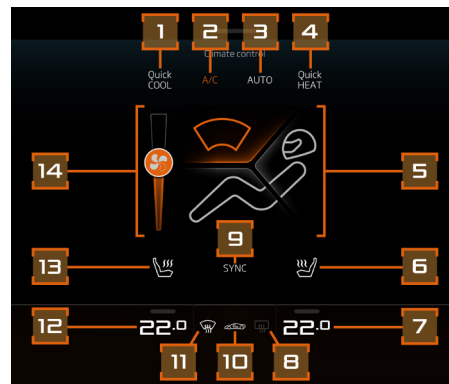 1 2 3 4
Climate control
Quick COOL
A/C
AUTO
Quick HEAT
14
5
9
SYNC
13
6
12
22.0
22.0
7
11
10
8